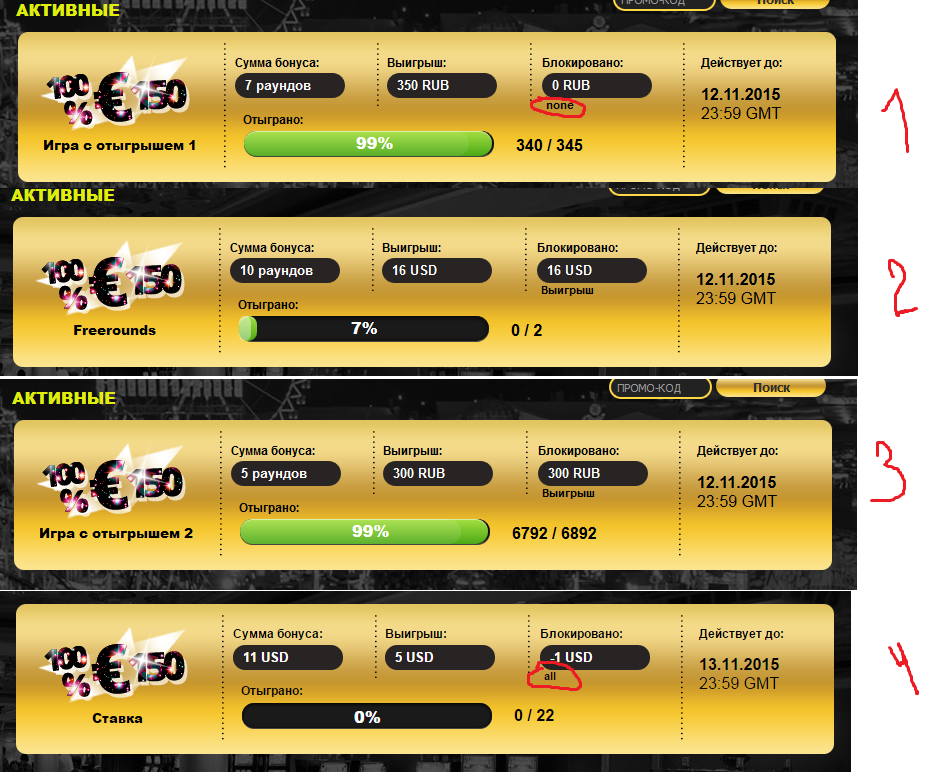 АКТИВНЫЕ
ПРОМО-КОД Поиск
Сумма бонуса: Выигрыш: Блокировано: Действует до:
7 раундов 350 RUB 0 RUB 12.11.2015
none 23:59 GMT
100 % € 150
Отыграно:
Игра с отыгрышем 1 99% 340 / 345
1
АКТИВНЫЕ
Сумма бонуса: Выигрыш: Блокировано: Действует до:
10 раундов 16 USD 16 USD 12.11.2015
Выигрыш 23:59 GMT
100 % € 150
Отыграно:
Freerounds 7% 0 / 2
2
АКТИВНЫЕ
ПРОМО-КОД Поиск
Сумма бонуса: Выигрыш: Блокировано: Действует до:
5 раундов 300 RUB 300 RUB 12.11.2015
Выигрыш 23:59 GMT
100 % € 150
Отыграно:
Игра с отыгрышем 2 99% 6792 / 6892
3
Сумма бонуса: Выигрыш: Блокировано: Действует до:
11 USD 5 USD -1 USD 13.11.2015
all 23:59 GMT
100 % € 150
Отыграно:
Ставка 0% 0 / 22
4